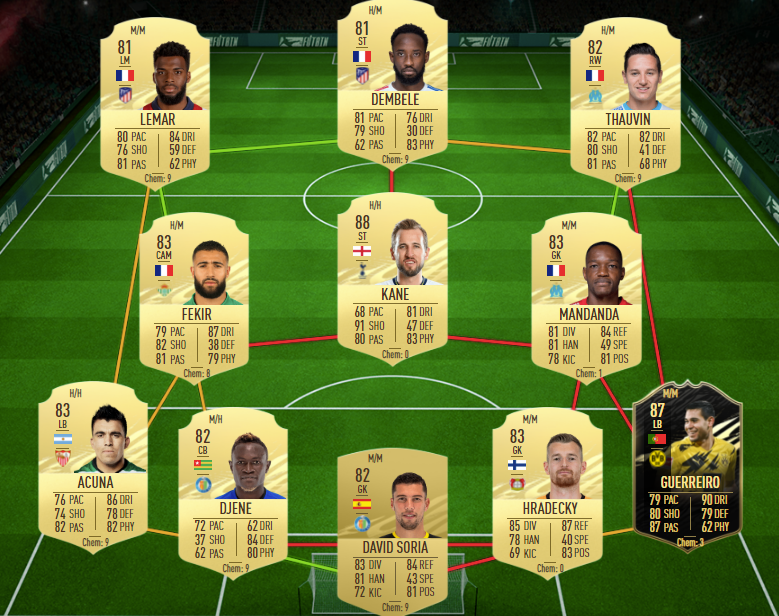 M/M
81
LM
LEMAR
80 PAC 84 DRI
76 SHO 59 DEF
81 PAS 62 PHY
Chem: 9
H/M
81
ST
DEMBELE
81 PAC 76 DRI
79 SHO 30 DEF
62 PAS 83 PHY
Chem: 9
H/M
82
RW
THAUVIN
82 PAC 82 DRI
80 SHO 41 DEF
81 PAS 68 PHY
Chem: 9
H/M
83
CAM
FEKIR
79 PAC 87 DRI
82 SHO 38 DEF
81 PAS 79 PHY
Chem: 8
H/H
88
ST
KANE
68 PAC 81 DRI
91 SHO 47 DEF
80 PAS 83 PHY
Chem: 0
M/M
83
GK
MANDANDA
81 DIV 84 REF
81 HAN 49 SPE
78 KIC 81 POS
Chem: 1
H/H
83
LB
ACUNA
76 PAC 86 DRI
74 SHO 78 DEF
82 PAS 82 PHY
Chem: 9
M/H
82
CB
DJENE
72 PAC 62 DRI
37 SHO 84 DEF
62 PAS 80 PHY
Chem: 9
M/M
82
GK
DAVID SORIA
83 DIV 84 REF
81 HAN 43 SPE
72 KIC 81 POS
Chem: 9
M/M
83
GK
HRADECKY
85 DIV 87 REF
78 HAN 40 SPE
69 KIC 83 POS
Chem: 0
M/M
87
LB
GUERREIRO
79 PAC 90 DRI
80 SHO 79 DEF
87 PAS 62 PHY
Chem: 3